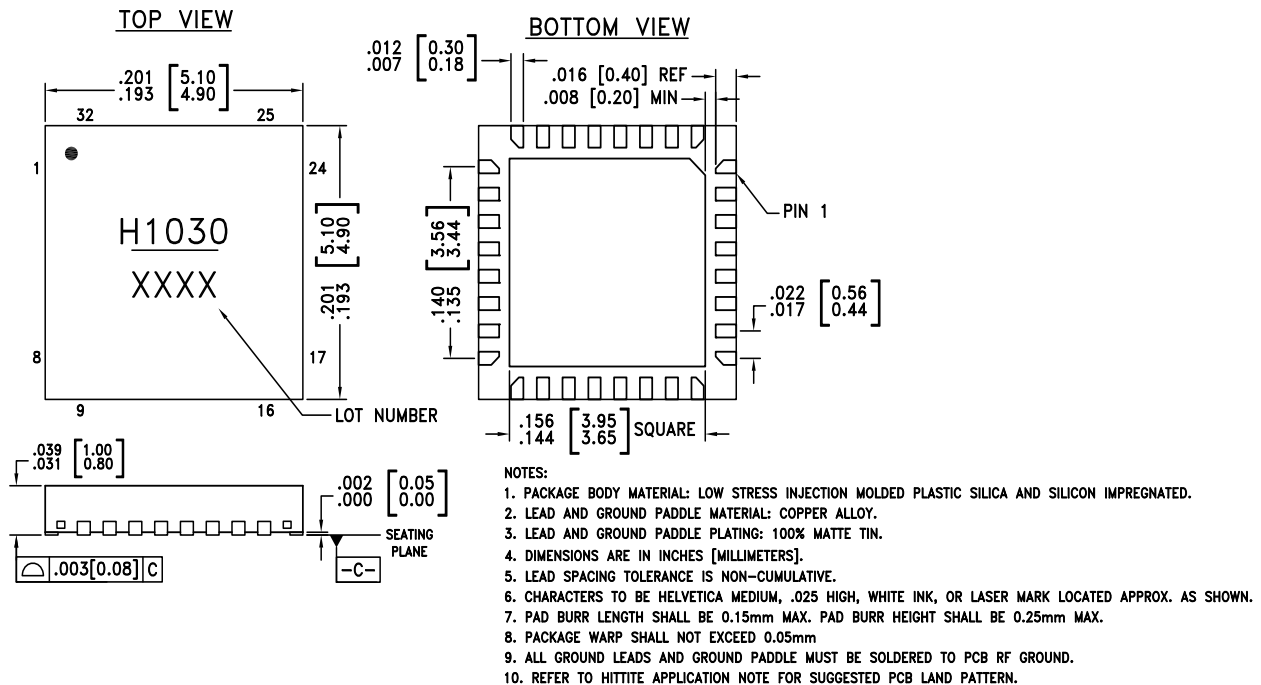 TOP VIEW
.201 [5.10]
.193 [4.90]
32
25
1
24
H1030
XXXX
[5.10]
[4.90]
.201
.193
8
17
9
16
LOT NUMBER
BOTTOM VIEW
.012 [0.30]
.007 [0.18]
.016 [0.40] REF
.008 [0.20] MIN
PIN 1
[3.56]
[3.44]
.140
.135
.022 [0.56]
.017 [0.44]
.156 [3.95]
.144 [3.65]
SQUARE
.039 [1.00]
.031 [0.80]
.002 [0.05]
.000 [0.00]
SEATING
PLANE
.003[0.08] C
-C-
NOTES:
1. PACKAGE BODY MATERIAL: LOW STRESS INJECTION MOLDED PLASTIC SILICA AND SILICON IMPREGNATED.
2. LEAD AND GROUND PADDLE MATERIAL: COPPER ALLOY.
3. LEAD AND GROUND PADDLE PLATING: 100% MATTE TIN.
4. DIMENSIONS ARE IN INCHES [MILLIMETERS].
5. LEAD SPACING TOLERANCE IS NON-CUMULATIVE.
6. CHARACTERS TO BE HELVETICA MEDIUM, .025 HIGH, WHITE INK, OR LASER MARK LOCATED APPROX. AS SHOWN.
7. PAD BURR LENGTH SHALL BE 0.15mm MAX. PAD BURR HEIGHT SHALL BE 0.25mm MAX.
8. PACKAGE WARP SHALL NOT EXCEED 0.05mm
9. ALL GROUND LEADS AND GROUND PADDLE MUST BE SOLDERED TO PCB RF GROUND.
10. REFER TO HITTITE APPLICATION NOTE FOR SUGGESTED PCB LAND PATTERN.